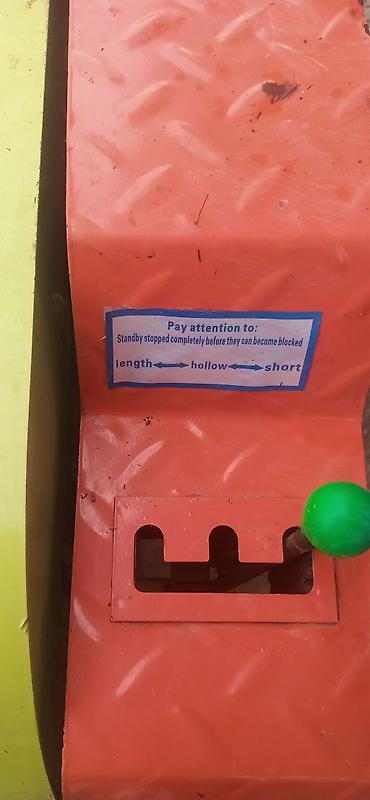 Pay attention to:
Standby stopped completely before they can become blocked
length⟷hollow⟷short